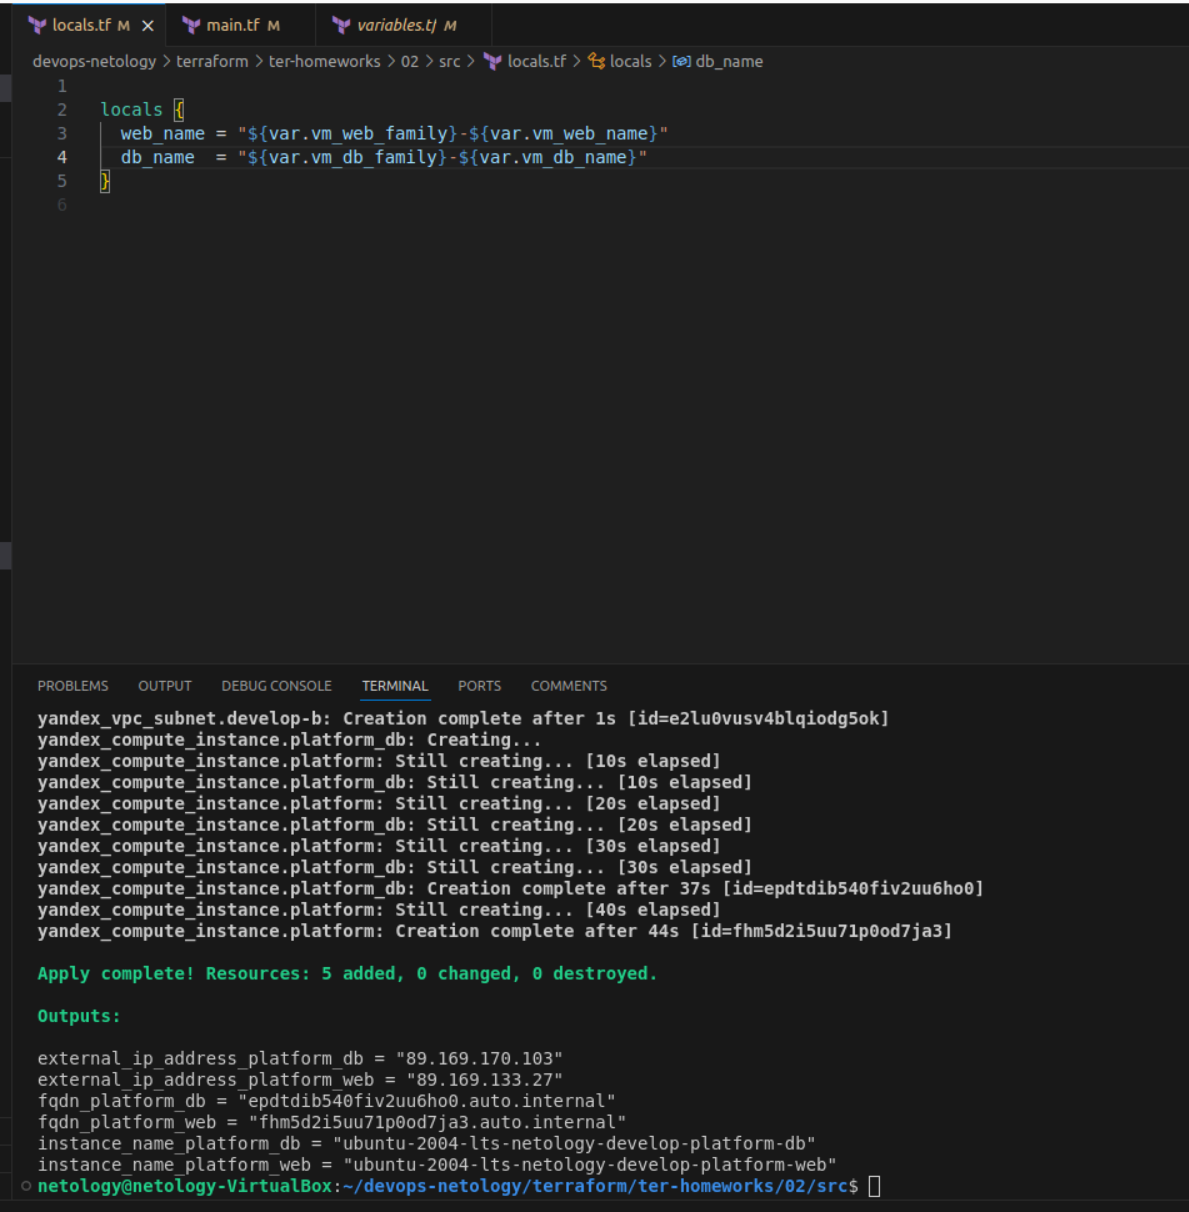 locals.tf M × main.tf M variables.tf M
devops-netology > terraform > ter-homeworks > 02 > src > locals.tf > locals > db_name
1
2 locals {
3 web_name = "${var.vm_web_family}-${var.vm_web_name}"
4 db_name  = "${var.vm_db_family}-${var.vm_db_name}"
5 }
6
PROBLEMS OUTPUT DEBUG CONSOLE TERMINAL PORTS COMMENTS
yandex_vpc_subnet.develop-b: Creation complete after 1s [id=e2lu0vusv4blqiodg5ok]
yandex_compute_instance.platform_db: Creating...
yandex_compute_instance.platform: Still creating... [10s elapsed]
yandex_compute_instance.platform_db: Still creating... [10s elapsed]
yandex_compute_instance.platform: Still creating... [20s elapsed]
yandex_compute_instance.platform_db: Still creating... [20s elapsed]
yandex_compute_instance.platform: Still creating... [30s elapsed]
yandex_compute_instance.platform_db: Still creating... [30s elapsed]
yandex_compute_instance.platform_db: Creation complete after 37s [id=epdtdib540fiv2uu6ho0]
yandex_compute_instance.platform: Still creating... [40s elapsed]
yandex_compute_instance.platform: Creation complete after 44s [id=fhm5d2i5uu71p0od7ja3]
Apply complete! Resources: 5 added, 0 changed, 0 destroyed.
Outputs:
external_ip_address_platform_db = "89.169.170.103"
external_ip_address_platform_web = "89.169.133.27"
fqdn_platform_db = "epdtdib540fiv2uu6ho0.auto.internal"
fqdn_platform_web = "fhm5d2i5uu71p0od7ja3.auto.internal"
instance_name_platform_db = "ubuntu-2004-lts-netology-develop-platform-db"
instance_name_platform_web = "ubuntu-2004-lts-netology-develop-platform-web"
netology@netology-VirtualBox:~/devops-netology/terraform/ter-homeworks/02/src$